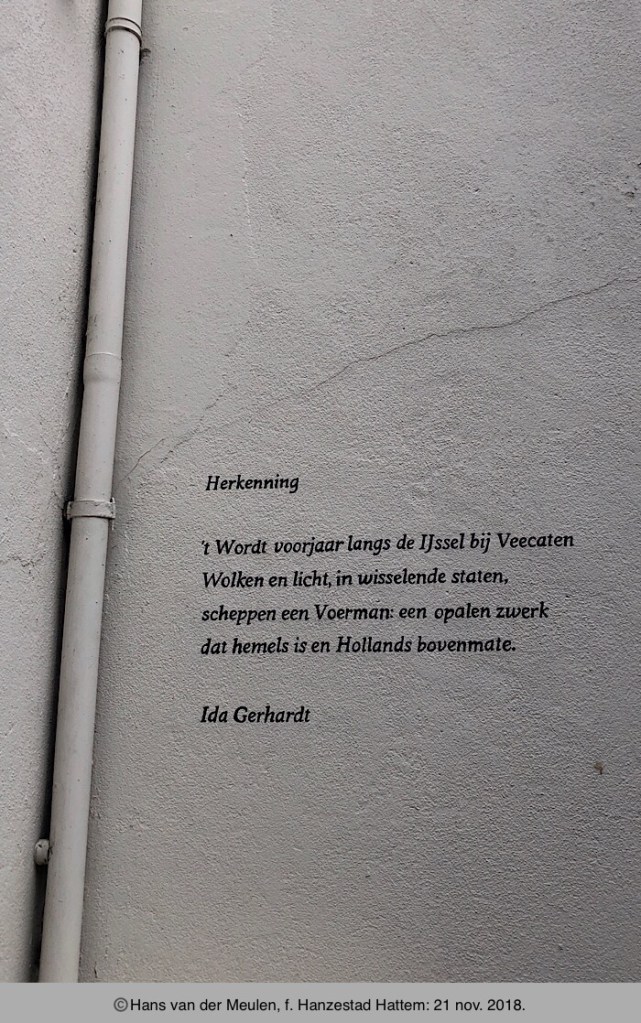 Herkenning
't Wordt voorjaar langs de IJssel bij Veecaten
Wolken en licht, in wisselende staten,
scheppen een Voerman: een opalen zwerk
dat hemels is en Hollands bovenmate.
Ida Gerhardt
©Hans van der Meulen, f. Hanzestad Hattem: 21 nov. 2018.